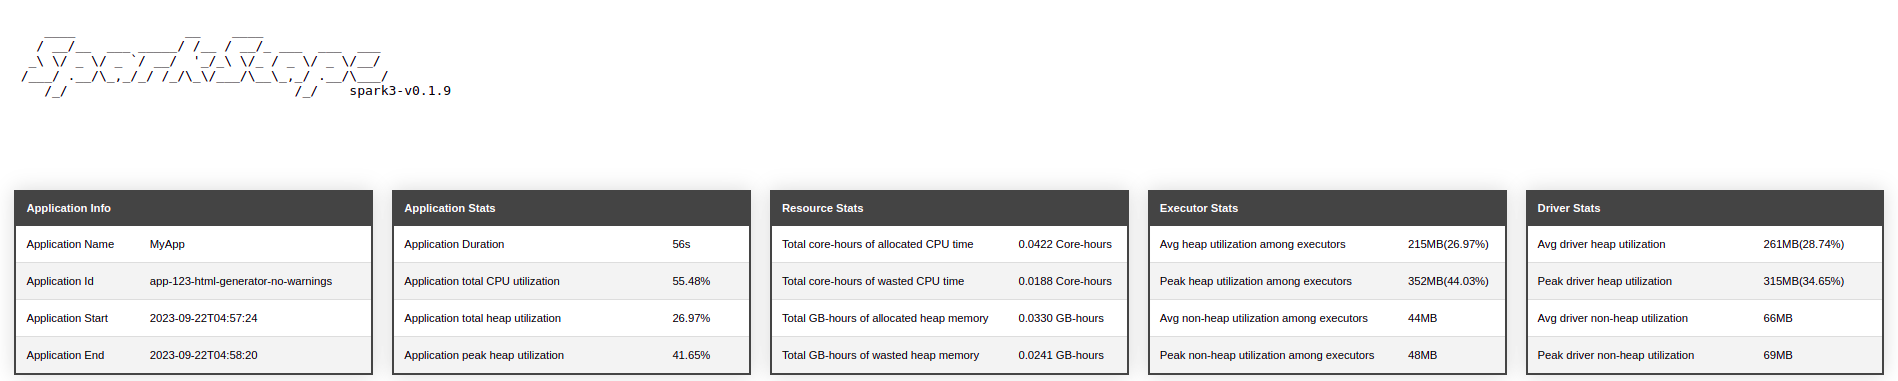 spark3-v0.1.9
Application Info
Application Name MyApp
Application Id app-123-html-generator-no-warnings
Application Start 2023-09-22T04:57:24
Application End 2023-09-22T04:58:20
Application Stats
Application Duration 56s
Application total CPU utilization 55.48%
Application total heap utilization 26.97%
Application peak heap utilization 41.65%
Resource Stats
Total core-hours of allocated CPU time 0.0422 Core-hours
Total core-hours of wasted CPU time 0.0188 Core-hours
Total GB-hours of allocated heap memory 0.0330 GB-hours
Total GB-hours of wasted heap memory 0.0241 GB-hours
Executor Stats
Avg heap utilization among executors 215MB(26.97%)
Peak heap utilization among executors 352MB(44.03%)
Avg non-heap utilization among executors 44MB
Peak non-heap utilization among executors 48MB
Driver Stats
Avg driver heap utilization 261MB(28.74%)
Peak driver heap utilization 315MB(34.65%)
Avg driver non-heap utilization 66MB
Peak driver non-heap utilization 69MB